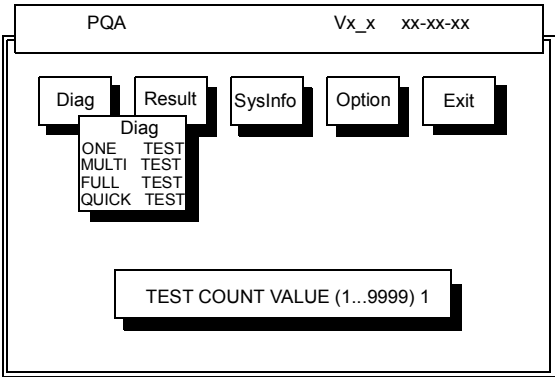 PQA Vx_x xx-xx-xx
Diag Result SysInfo Option Exit
Diag
ONE TEST
MULTI TEST
FULL TEST
QUICK TEST
TEST COUNT VALUE (1...9999) 1